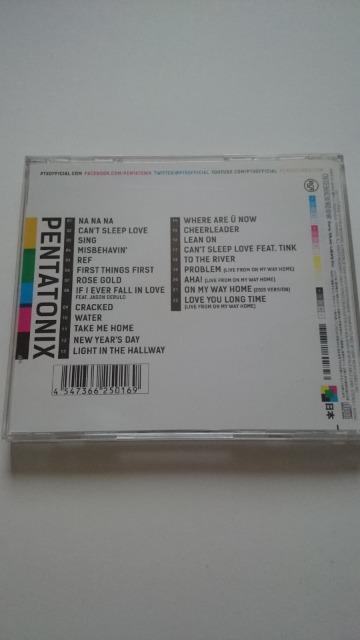 PTXOFFICIAL.COM FACEBOOK.COM/PENTATONIX TWITTER@PTXOFFICIAL YOUTUBE.COM/PTXOFFICIAL
PENTATONIX
NA NA NA
CAN'T SLEEP LOVE
SING
MISBEHAVIN'
REF
FIRST THINGS FIRST
ROSE GOLD
IF I EVER FALL IN LOVE
FEAT. JASON DERULO
CRACKED
WATER
TAKE ME HOME
NEW YEAR'S DAY
LIGHT IN THE HALLWAY
WHERE ARE Ü NOW
CHEERLEADER
LEAN ON
CAN'T SLEEP LOVE FEAT. TINK
TO THE RIVER
PROBLEM [LIVE FROM ON MY WAY HOME]
AHA! [LIVE FROM ON MY WAY HOME]
ON MY WAY HOME [2015 VERSION]
LOVE YOU LONG TIME
[LIVE FROM ON MY WAY HOME]
4 547366 250169
日本